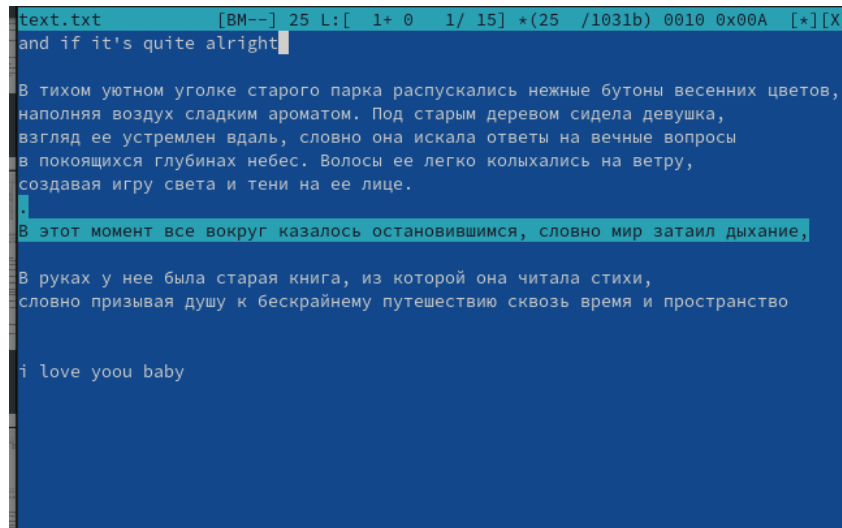 text.txt [BM--] 25 L:[ 1+ 0 1/ 15] *(25 /1031b) 0010 0x00A [*][X
and if it's quite alright
В тихом уютном уголке старого парка распускались нежные бутоны весенних цветов,
наполняя воздух сладким ароматом. Под старым деревом сидела девушка,
взгляд ее устремлен вдаль, словно она искала ответы на вечные вопросы
в покоящихся глубинах небес. Волосы ее легко колыхались на ветру,
создавая игру света и тени на ее лице.
.
В этот момент все вокруг казалось остановившимся, словно мир затаил дыхание,
В руках у нее была старая книга, из которой она читала стихи,
словно призывая душу к бескрайнему путешествию сквозь время и пространство
i love yoou baby